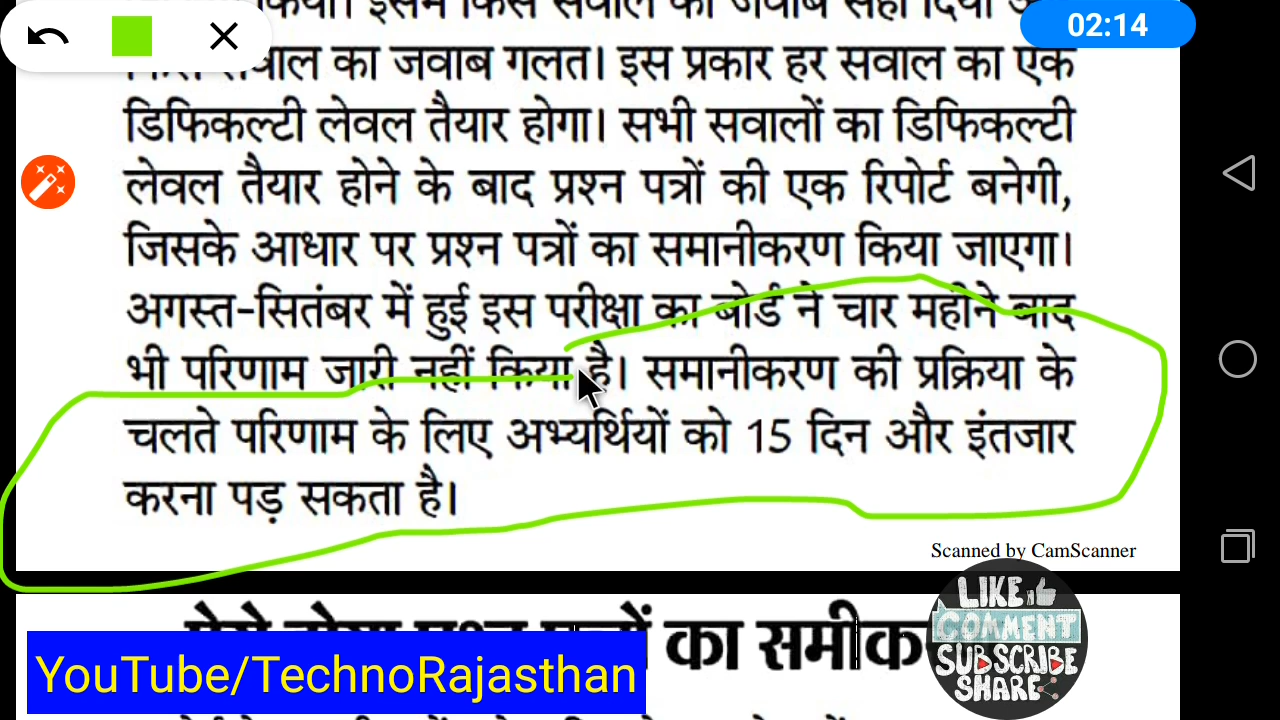 02:14
सवाल का जवाब गलत। इस प्रकार हर सवाल का एक
डिफिकल्टी लेवल तैयार होगा। सभी सवालों का डिफिकल्टी
लेवल तैयार होने के बाद प्रश्न पत्रों की एक रिपोर्ट बनेगी,
जिसके आधार पर प्रश्न पत्रों का समानीकरण किया जाएगा।
अगस्त-सितंबर में हुई इस परीक्षा का बोर्ड ने चार महीने बाद
भी परिणाम जारी नहीं किया है। समानीकरण की प्रक्रिया के
चलते परिणाम के लिए अभ्यर्थियों को 15 दिन और इंतजार
करना पड़ सकता है।
Scanned by CamScanner
का
YouTube/TechnoRajasthan
LIKE
COMMENT
SUBSCRIBE
SHARE